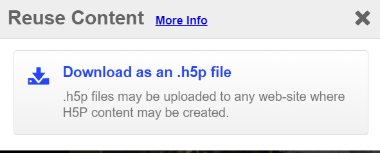 Reuse Content More Info
Download as an .h5p file
.h5p files may be uploaded to any web-site where
H5P content may be created.